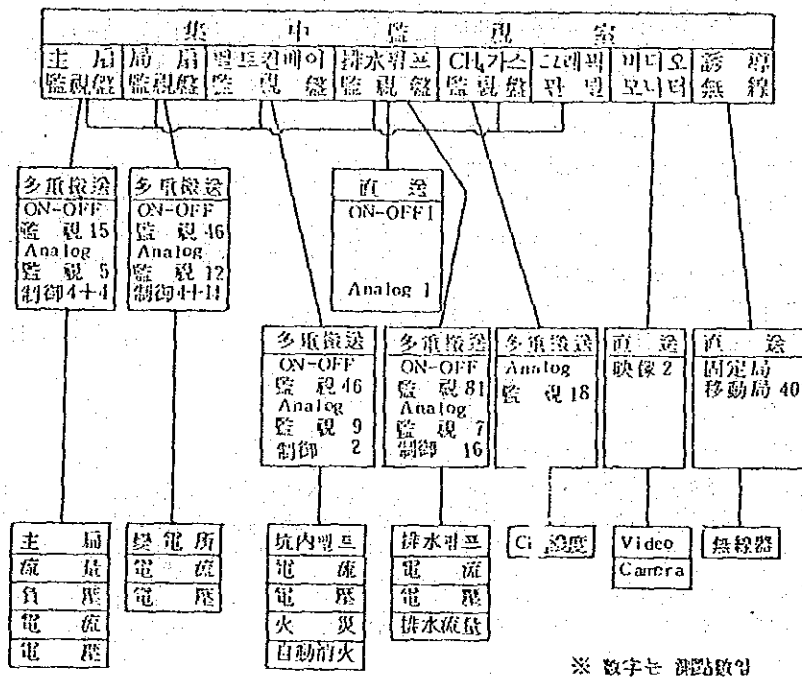 集中監視室
主扇 局扇 벨트컨베이 排水펌프 CH₄가스 그래픽 비디오 誘導
監視盤 監視盤 監視盤 監視盤 監視盤 판넬 모니터 無線
多重搬送 多重搬送 直送
ON-OFF ON-OFF ON-OFF 1
監視 15 監視 46
Analog Analog
監視 5 監視 12 Analog 1
制御 4+4 制御 4+11
多重搬送 多重搬送 多重搬送 直送 直送
ON-OFF ON-OFF Analog 映像 2 固定局
監視 46 監視 81 監視 18 移動局 40
Analog Analog
監視 9 監視 7
制御 2 制御 16
主扇 變電所 坑内벨트 排水펌프 濃度 Video 無線器
流量 電流 電流 電流 Camera
負壓 電壓 電壓 電壓
電流 火災 排水流量
電壓 自動消火
※ 數字는 測點數임